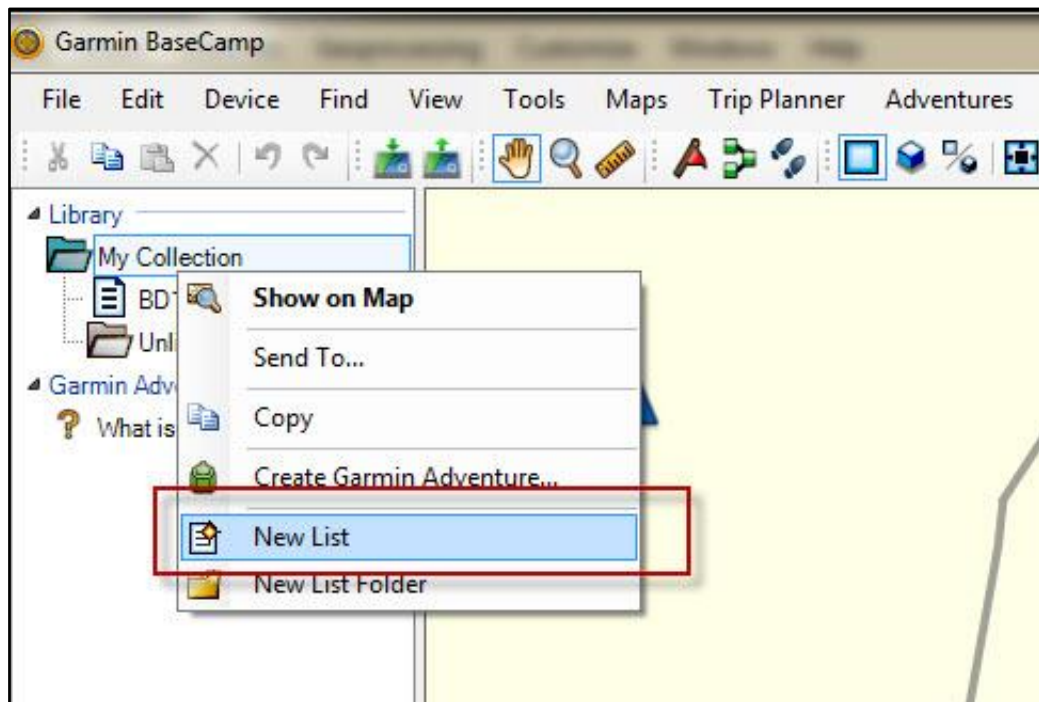 Garmin BaseCamp
File Edit Device Find View Tools Maps Trip Planner Adventures
Library
My Collection
Show on Map
Send To...
Garmin
What is
Copy
Create Garmin Adventure...
New List
New List Folder